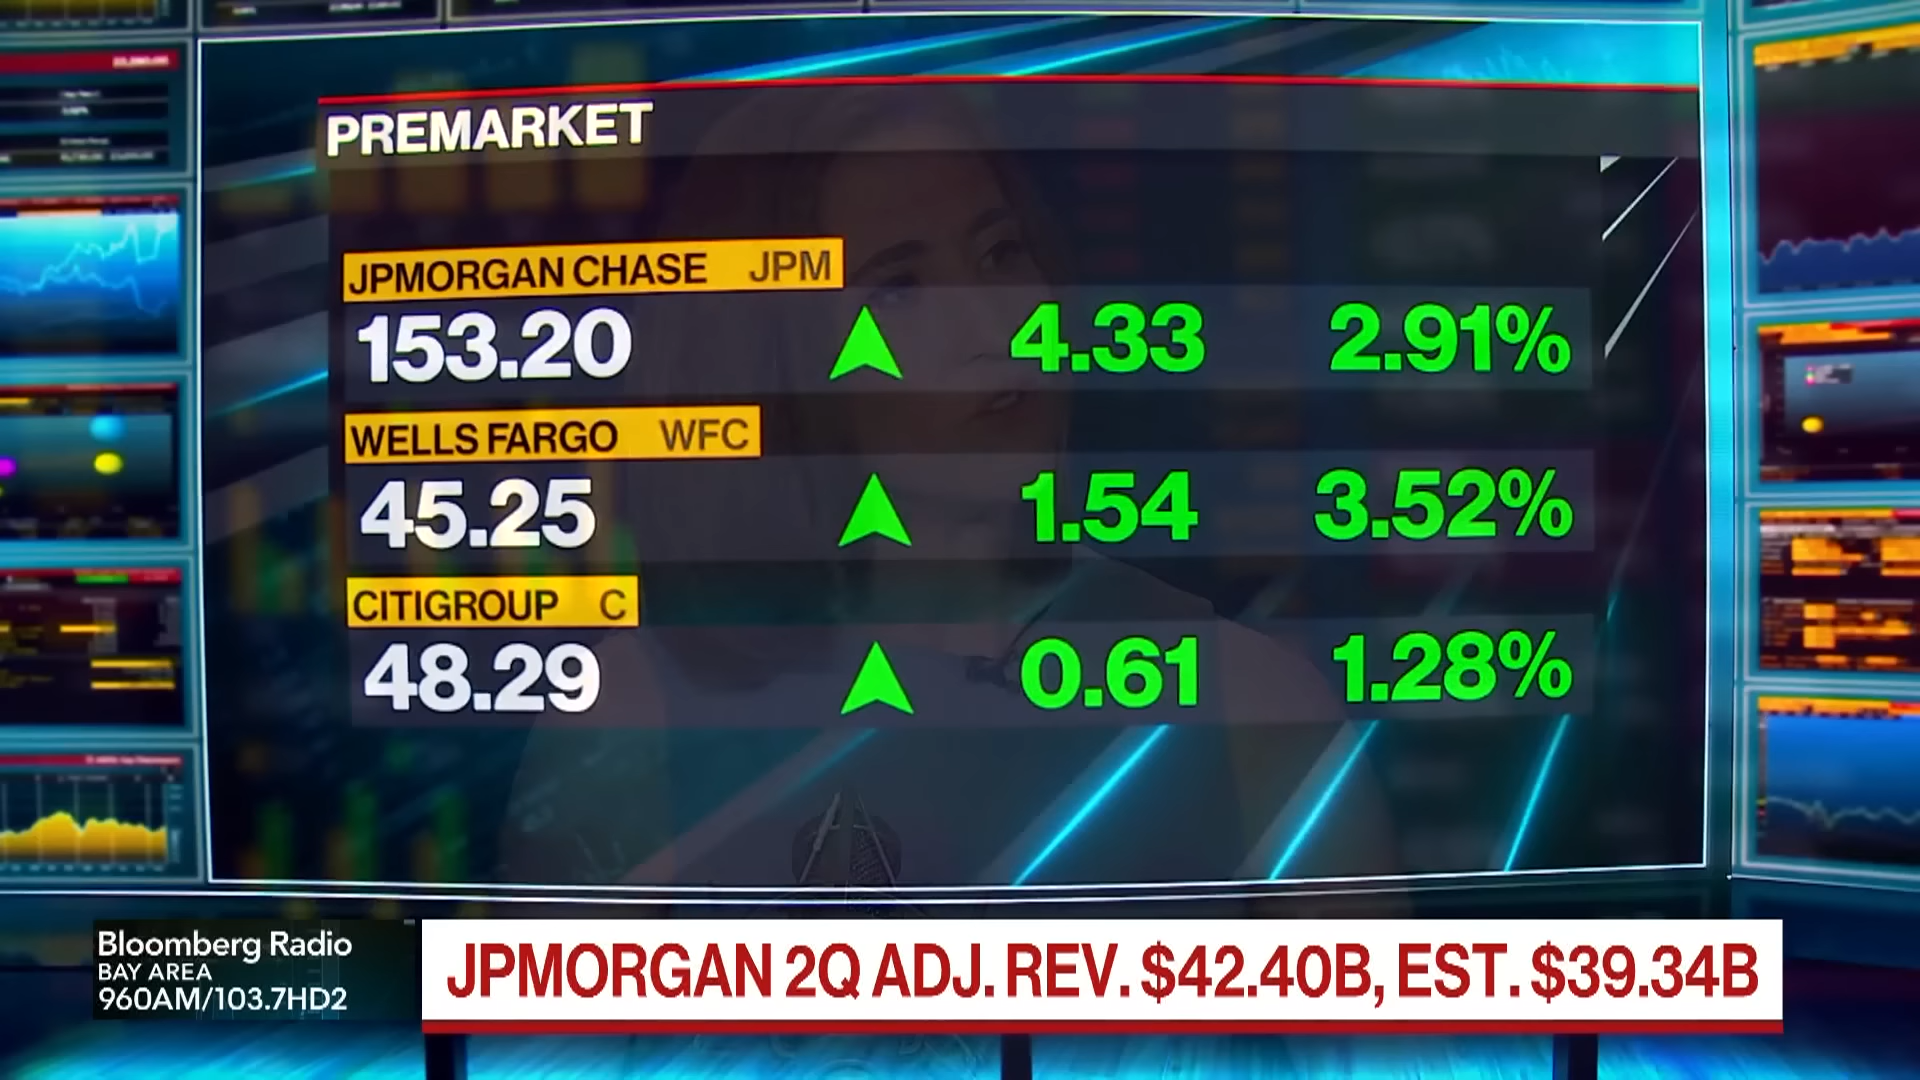 PREMARKET
JPMORGAN CHASE JPM
153.20 4.33 2.91%
WELLS FARGO WFC
45.25 1.54 3.52%
CITIGROUP C
48.29 0.61 1.28%
Bloomberg Radio
BAY AREA
960AM/103.7HD2
JPMORGAN 2Q ADJ. REV. $42.40B, EST. $39.34B